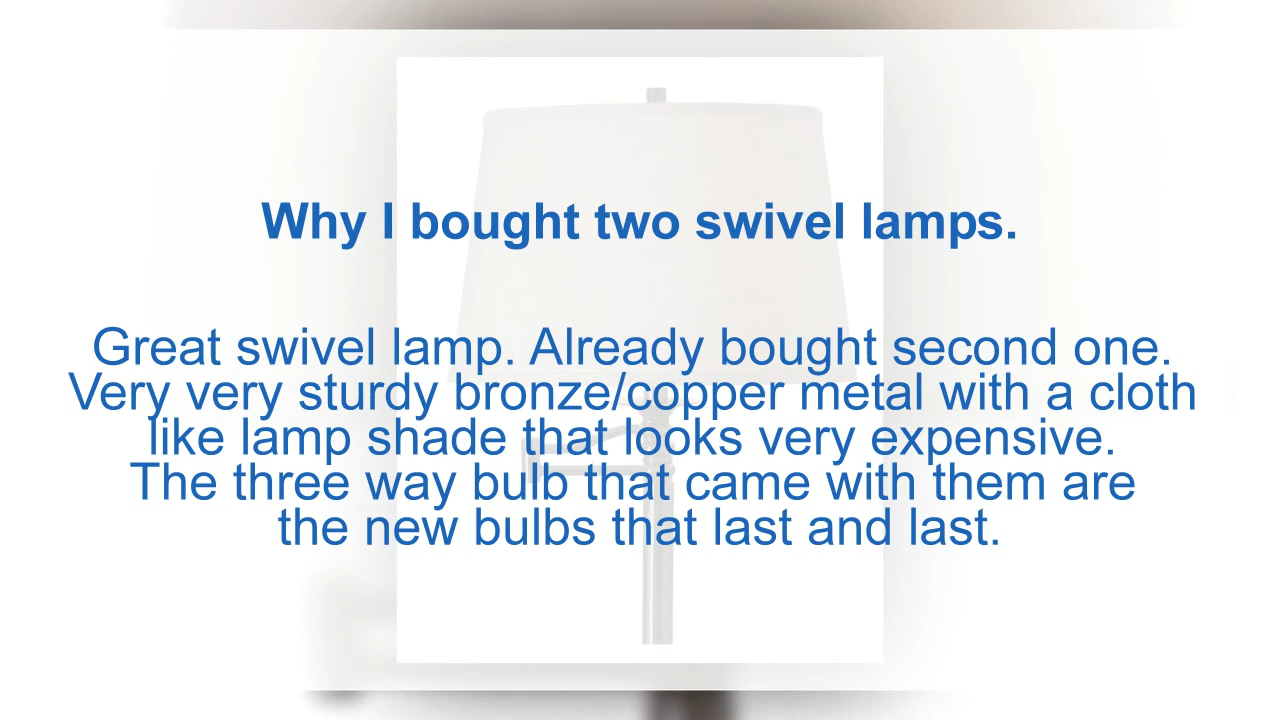 Why I bought two swivel lamps.
Great swivel lamp. Already bought second one.
Very very sturdy bronze/copper metal with a cloth
like lamp shade that looks very expensive.
The three way bulb that came with them are
the new bulbs that last and last.